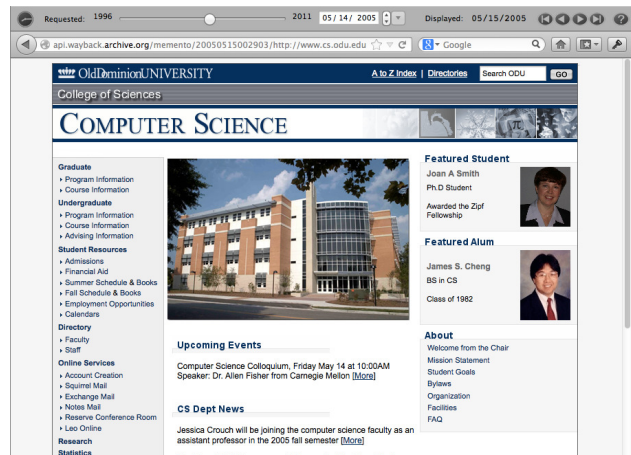 Requested: 1996 2011 05/14/ 2005 Displayed: 05/15/2005
api.wayback.archive.org/memento/20050515002903/http://www.cs.odu.edu Google
OldDominionUNIVERSITY A to Z Index | Directories Search ODU GO
College of Sciences
COMPUTER SCIENCE
Graduate
Program Information
Course Information
Undergraduate
Program Information
Course Information
Advising Information
Student Resources
Admissions
Financial Aid
Summer Schedule & Books
Fall Schedule & Books
Employment Opportunities
Calendars
Directory
Faculty
Staff
Online Services
Account Creation
Squirrel Mail
Exchange Mail
Notes Mail
Reserve Conference Room
Leo Online
Research
Statistics
Upcoming Events
Computer Science Colloquium, Friday May 14 at 10:00AM
Speaker: Dr. Allen Fisher from Carnegie Mellon [More]
CS Dept News
Jessica Crouch will be joining the computer science faculty as an
assistant professor in the 2005 fall semester [More]
Featured Student
Joan A Smith
Ph.D Student
Awarded the Zipf
Fellowship
Featured Alum
James S. Cheng
BS in CS
Class of 1982
About
Welcome from the Chair
Mission Statement
Student Goals
Bylaws
Organization
Facilities
FAQ